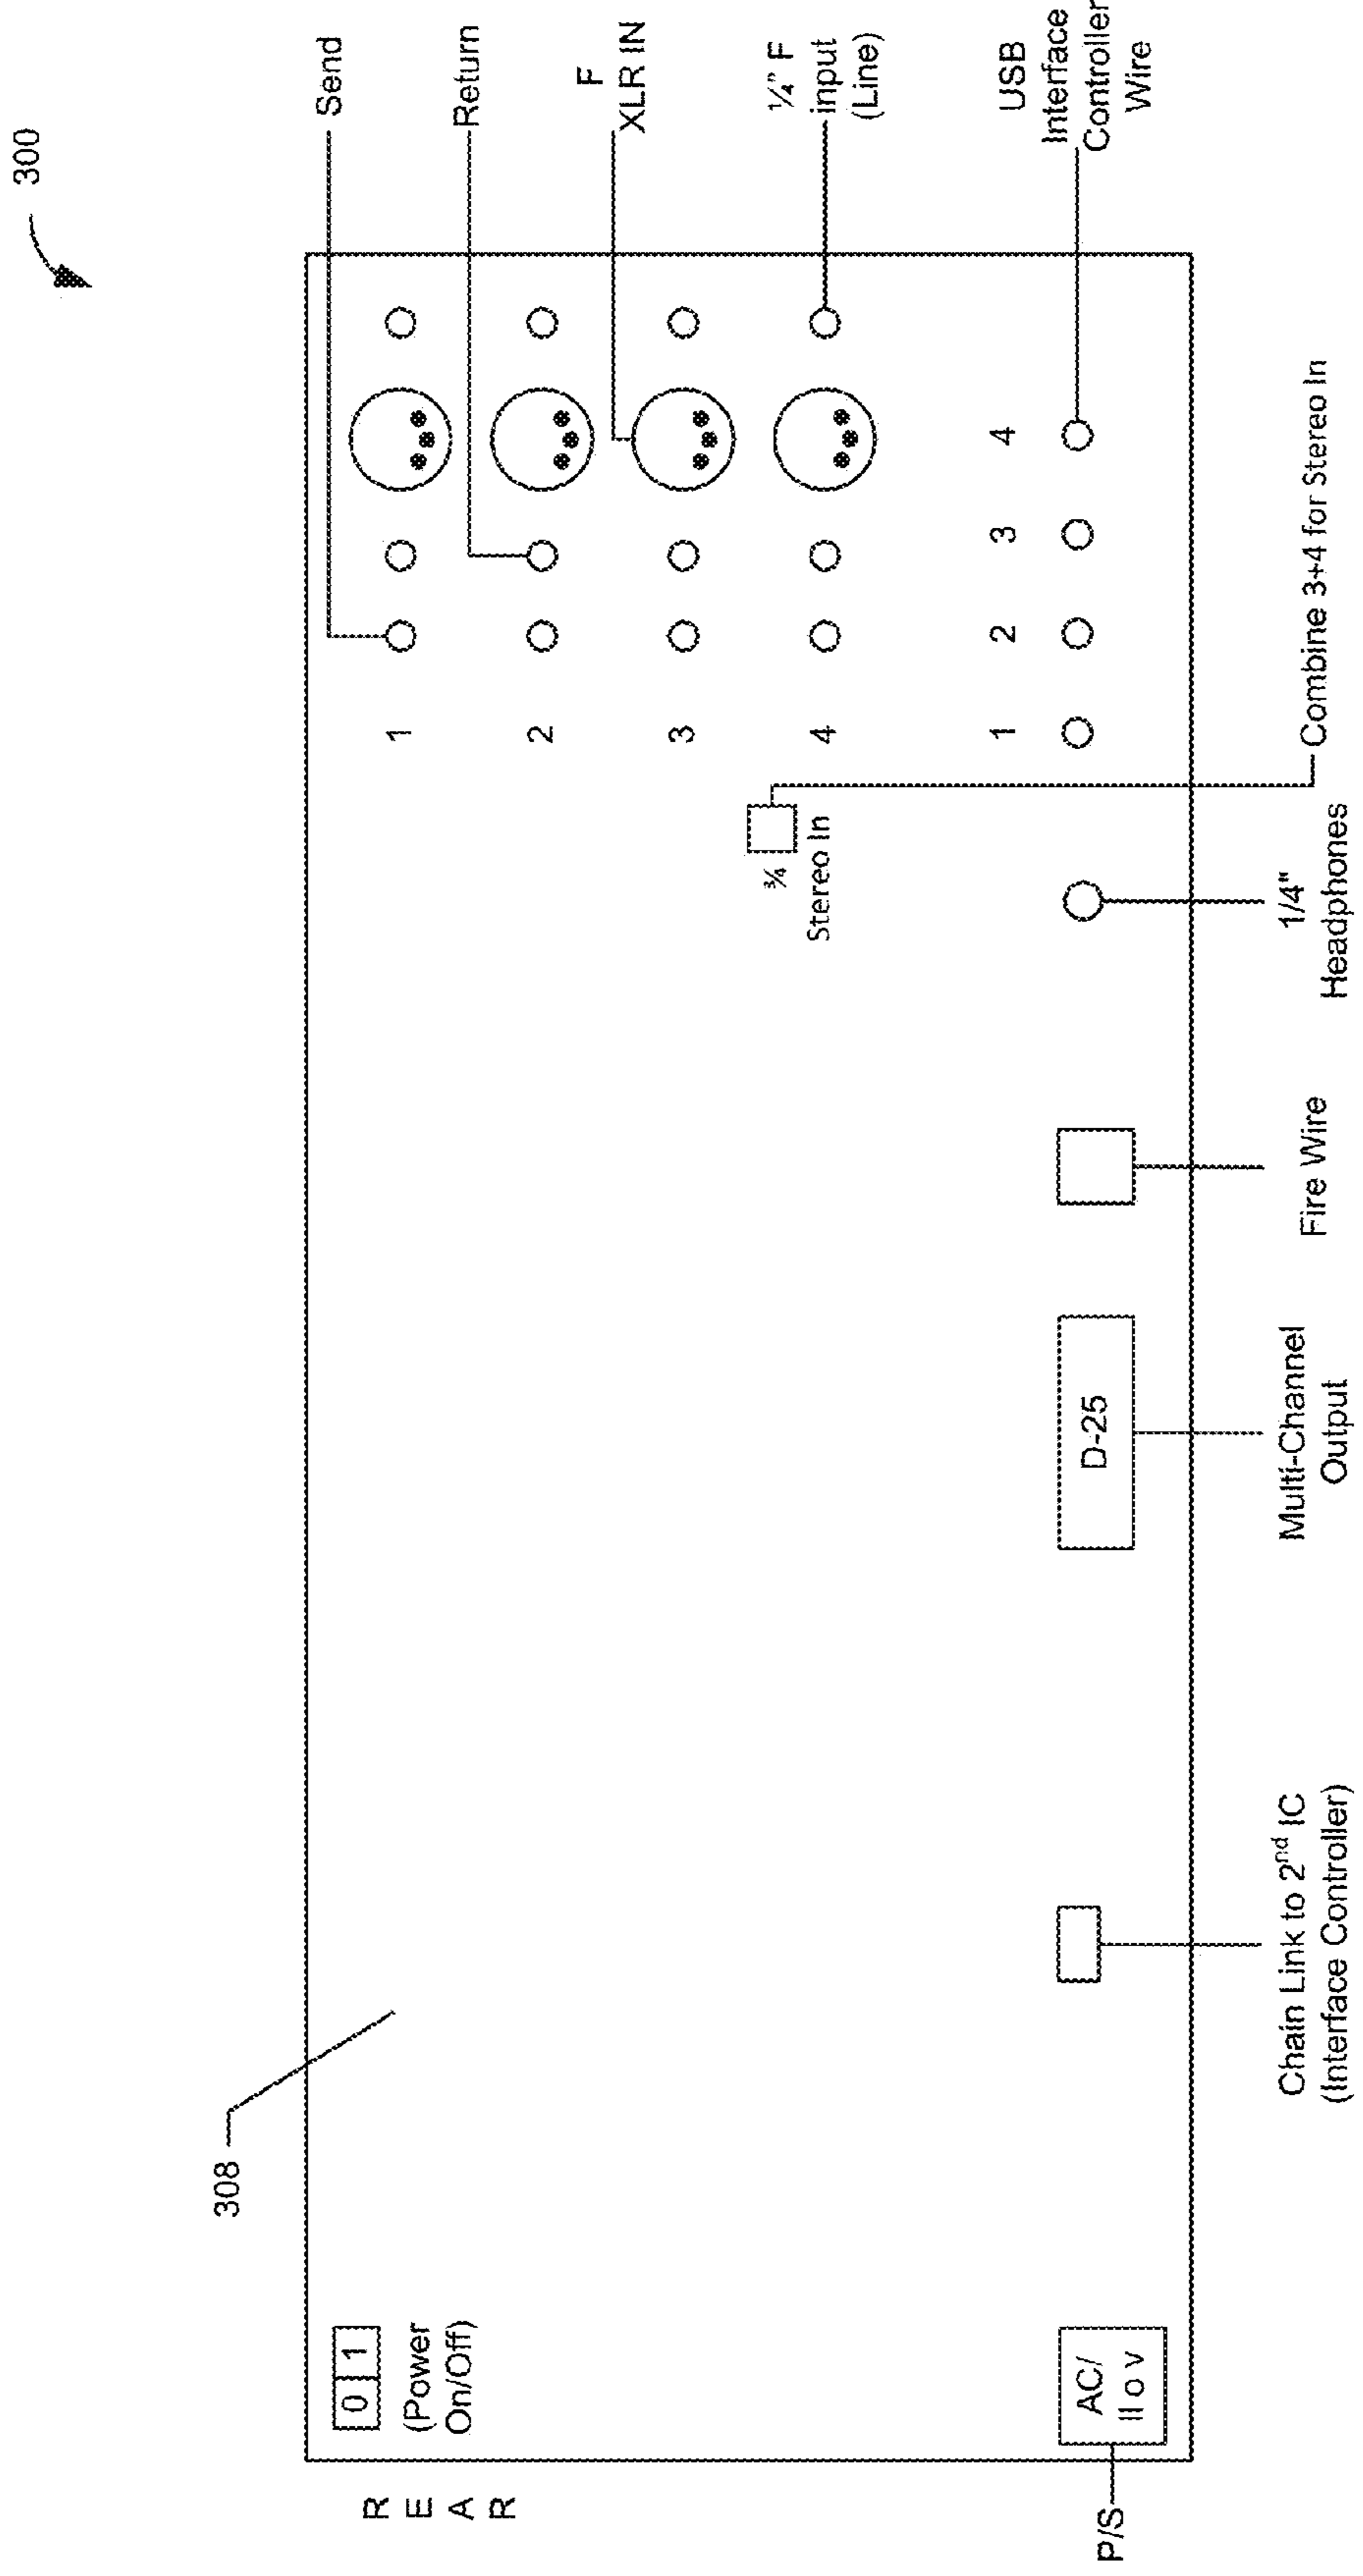 300
308
R
E
A
R
0 1
(Power
On/Off)
Send
Return
F
XLR IN
¼" F
input
(Line)
USB
Interface
Controller
Wire
1
2
3
4
¾
Stereo In
1 2 3 4
Combine 3+4 for Stereo In
P/S
AC/
II o v
Chain Link to 2nd IC
(Interface Controller)
D-25
Multi-Channel
Output
Fire Wire
1/4"
Headphones